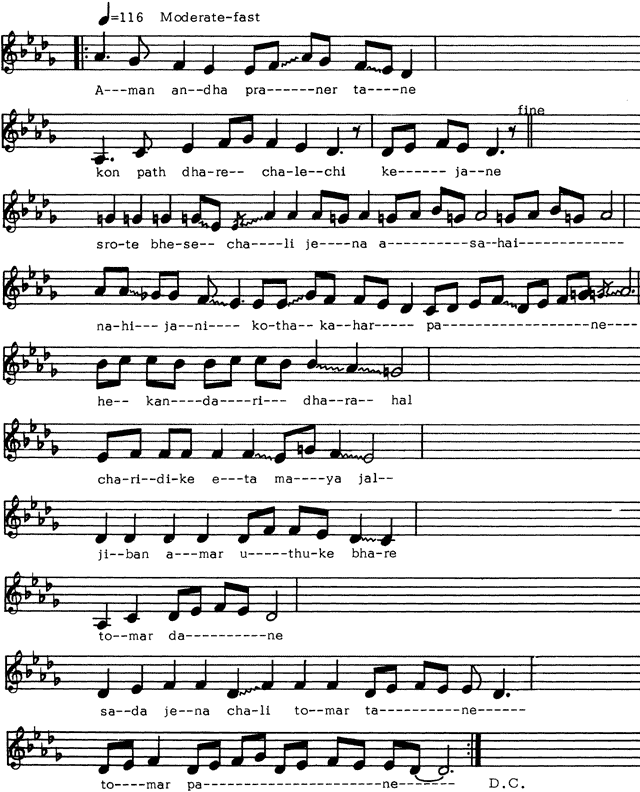 ♩=116 Moderate-fast
A---man an--dha pra------ner ta----ne
fine
kon path dha-re-- cha-le-chi ke------ ja--ne
sro-te bhe-se-- cha----li je---na a----------sa-hai-------------
na-hi--- ja-ni---- ko-tha- ka--har---- pa----------------ne----
he-- kan----da---ri-- dha--ra-- hal
cha-ri-di-ke e---ta ma----ya jal--
ji-ban a--mar u-----thu-ke bha-re
to--mar da----------ne
sa--da je--na cha-li to--mar ta---------ne-------
to----mar pa--------------------ne------- D.C.